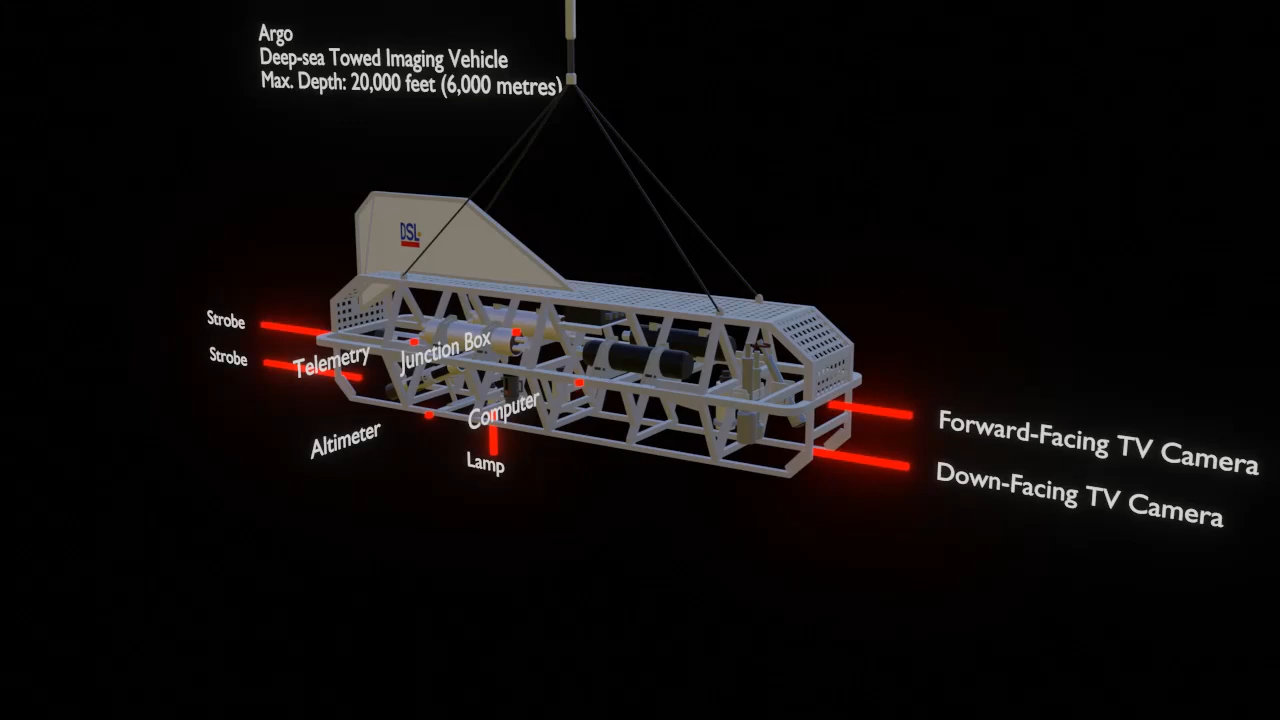 Argo
Deep-sea Towed Imaging Vehicle
Max. Depth: 20,000 feet (6,000 metres)
DSL
Strobe
Strobe
Telemetry
Junction Box
Computer
Altimeter
Lamp
Forward-Facing TV Camera
Down-Facing TV Camera